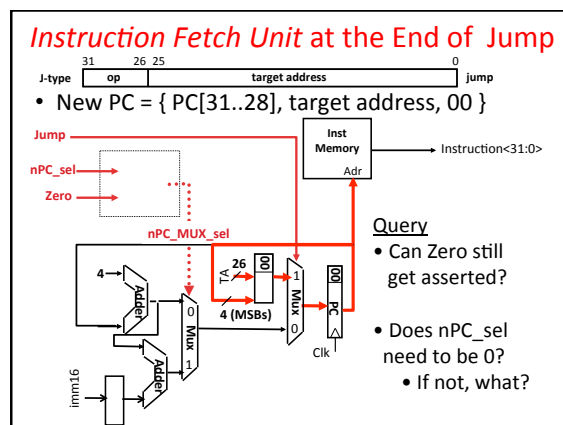 Instruction Fetch Unit at the End of Jump
31 26 25 0
J-type op target address jump
• New PC = { PC[31..28], target address, 00 }
Jump
Inst Memory
Adr
Instruction<31:0>
nPC_sel
Zero
nPC_MUX_sel
Query
• Can Zero still get asserted?
• Does nPC_sel need to be 0?
• If not, what?
4
Adder
TA
26
00
4 (MSBs)
1
Mux
0
00
PC
Clk
0
Mux
1
Adder
imm16